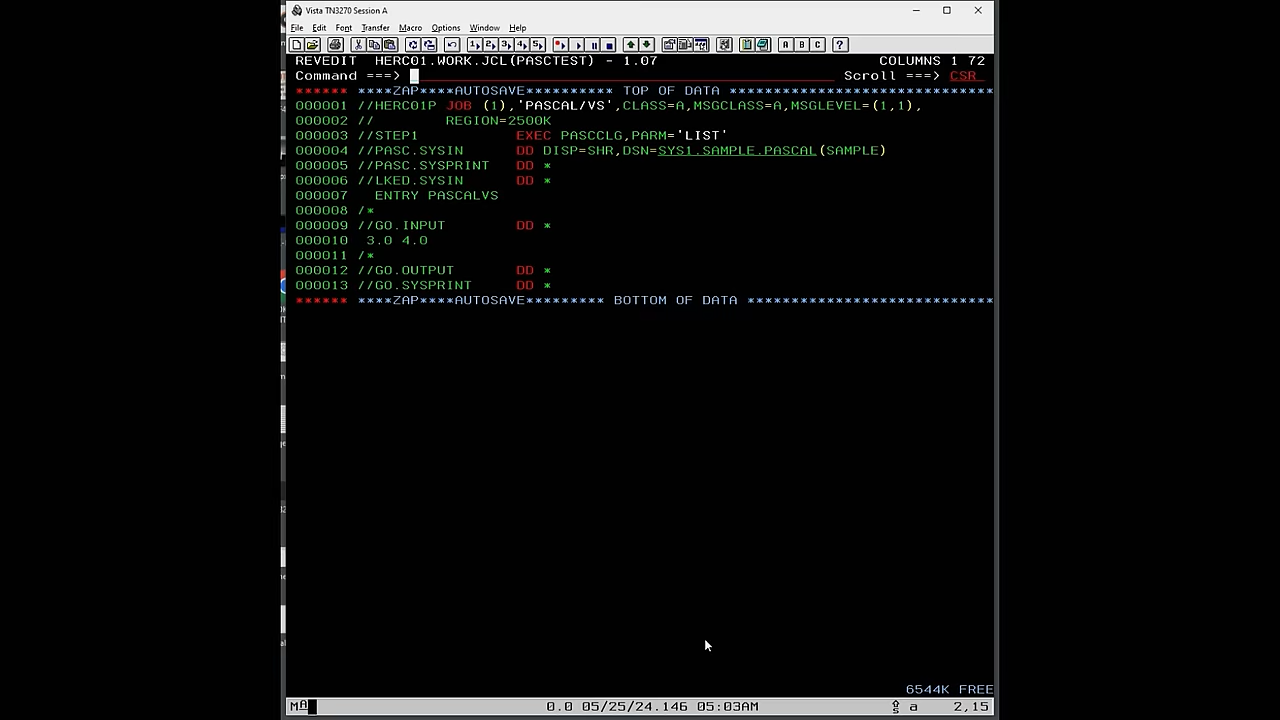 Vista TN3270 Session A
File Edit Font Transfer Macro Options Window Help
REVEDIT HERC01.WORK.JCL(PASCTEST) - 1.07 COLUMNS 1 72
Command ===> Scroll ===> CSR
****** ****ZAP****AUTOSAVE********** TOP OF DATA ******************************
000001 //HERC01P JOB (1),'PASCAL/VS',CLASS=A,MSGCLASS=A,MSGLEVEL=(1,1),
000002 // REGION=2500K
000003 //STEP1 EXEC PASCCLG,PARM='LIST'
000004 //PASC.SYSIN DD DISP=SHR,DSN=SYS1.SAMPLE.PASCAL(SAMPLE)
000005 //PASC.SYSPRINT DD *
000006 //LKED.SYSIN DD *
000007 ENTRY PASCALVS
000008 /*
000009 //GO.INPUT DD *
000010 3.0 4.0
000011 /*
000012 //GO.OUTPUT DD *
000013 //GO.SYSPRINT DD *
****** ****ZAP****AUTOSAVE********* BOTTOM OF DATA ****************************
6544K FREE
MA 0.0 05/25/24.146 05:03AM a 2,15